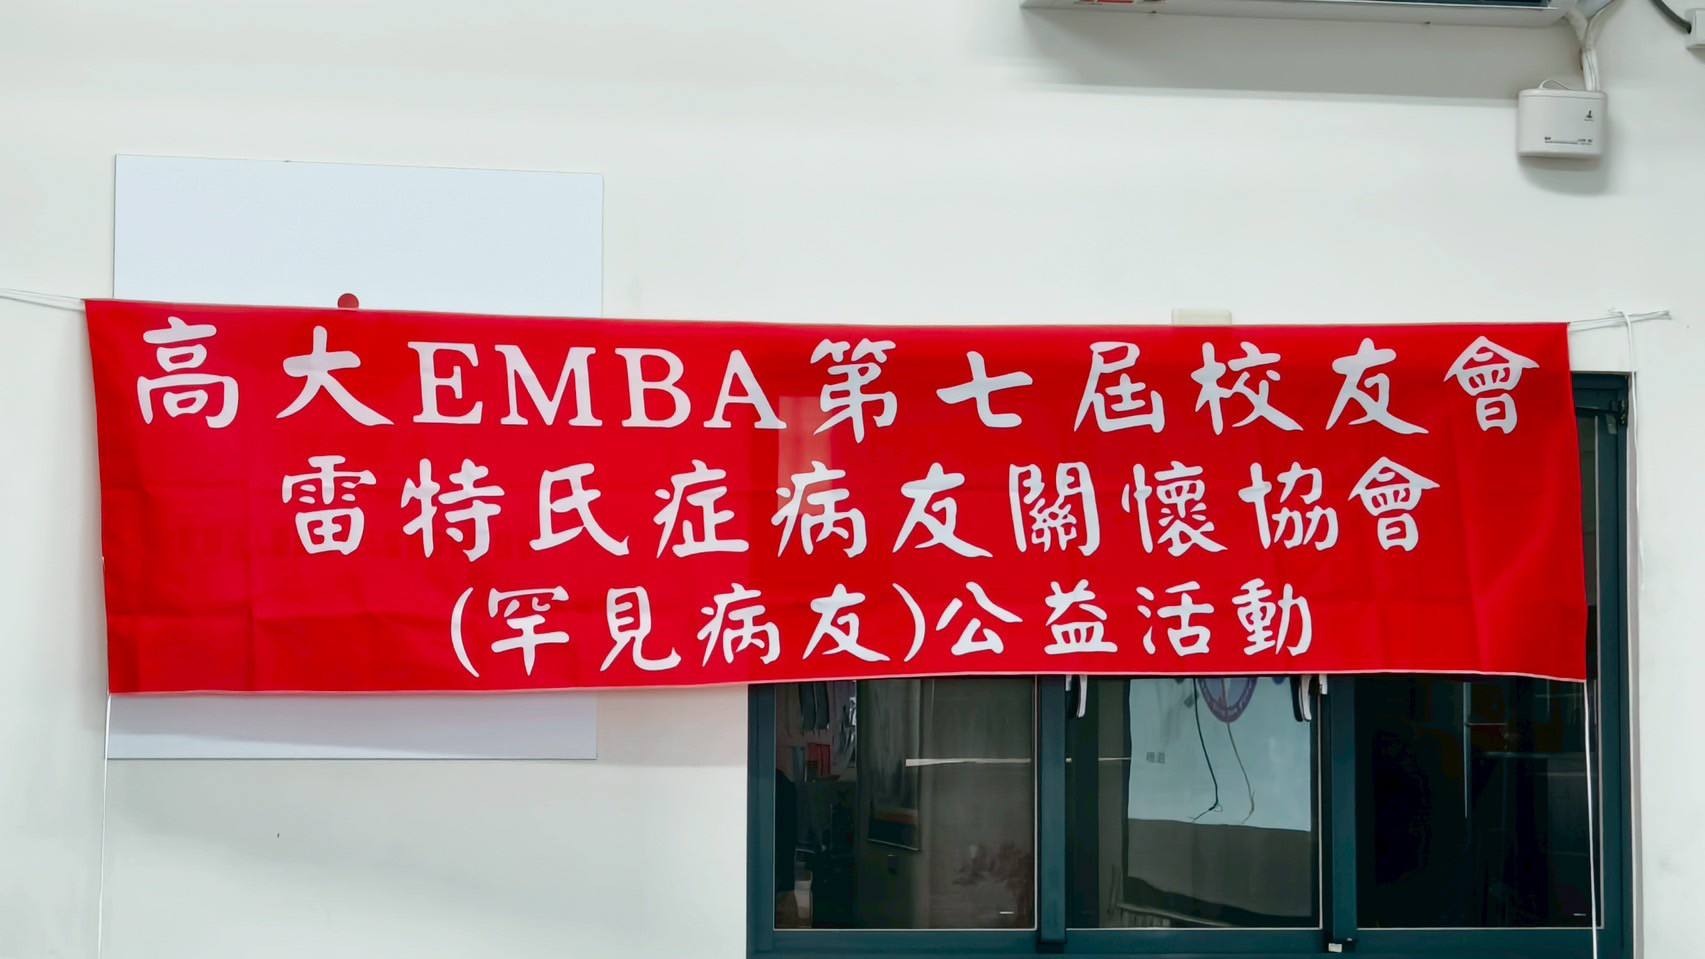 高大EMBA第七屆校友會
雷特氏症病友關懷協會
(罕見病友)公益活動